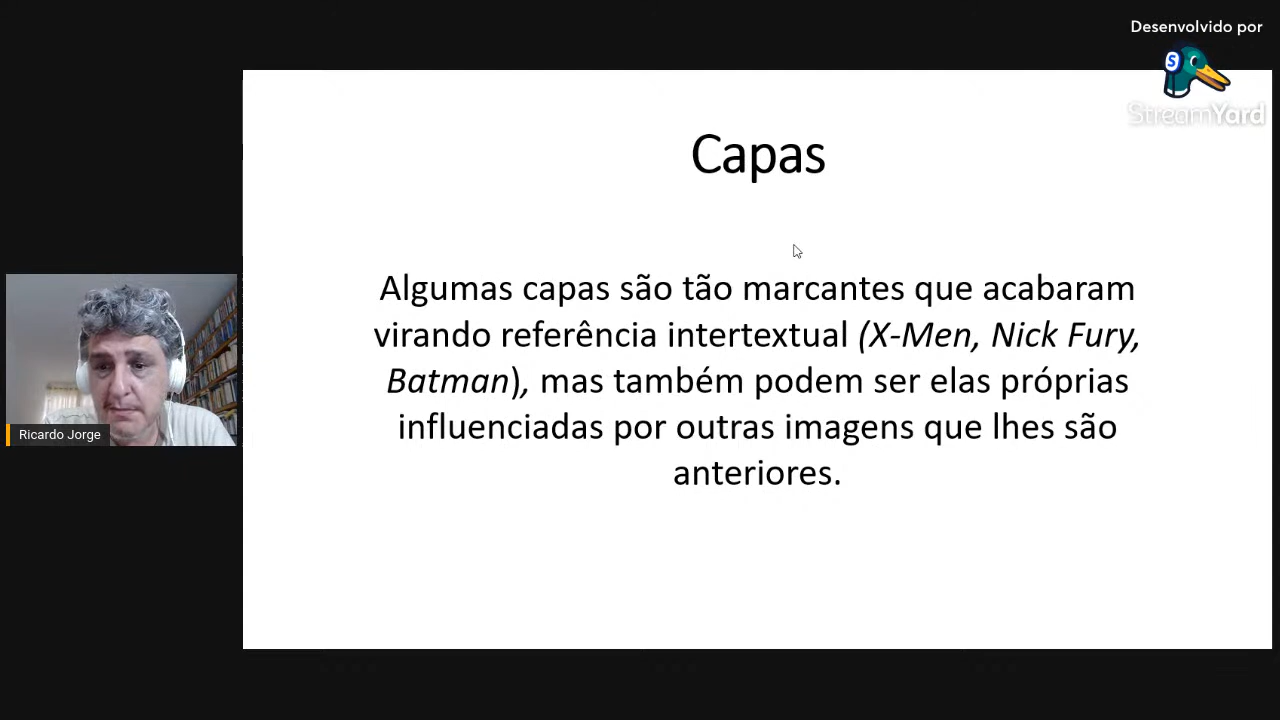 Desenvolvido por
S
StreamYard
Capas
Algumas capas são tão marcantes que acabaram
virando referência intertextual (X-Men, Nick Fury,
Batman), mas também podem ser elas próprias
influenciadas por outras imagens que lhes são
anteriores.
Ricardo Jorge